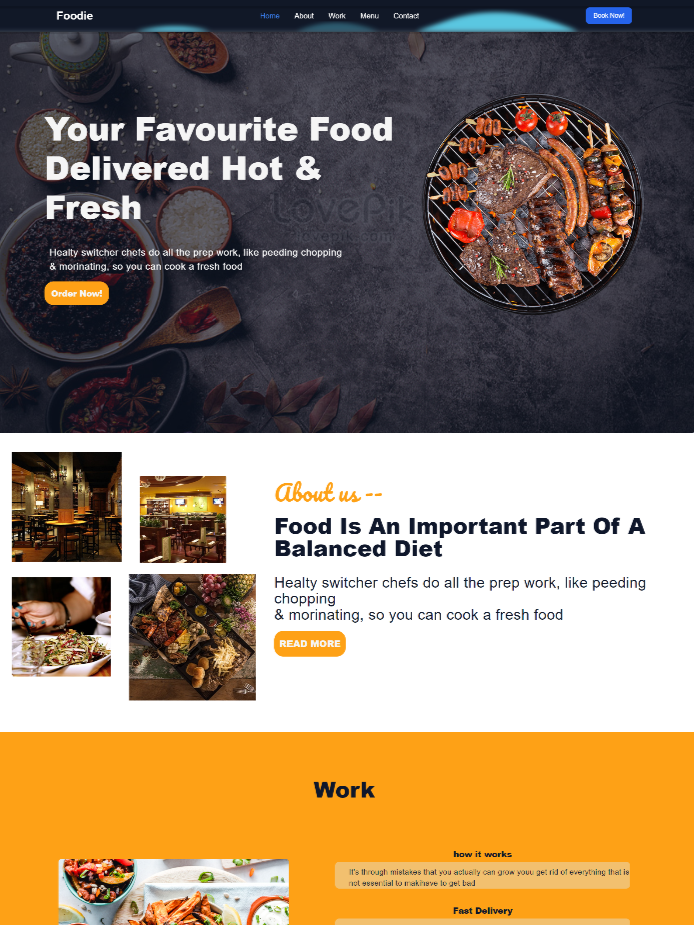 Foodie
Home About Work Menu Contact
Book Now!
Your Favourite Food
Delivered Hot &
Fresh
Healty switcher chefs do all the prep work, like peeding chopping
& morinating, so you can cook a fresh food
Order Now!
About us --
Food Is An Important Part Of A
Balanced Diet
Healty switcher chefs do all the prep work, like peeding
chopping
& morinating, so you can cook a fresh food
READ MORE
Work
how it works
It's through mistakes that you actually can grow youu get rid of everything that is
not essential to makihave to get bad
Fast Delivery